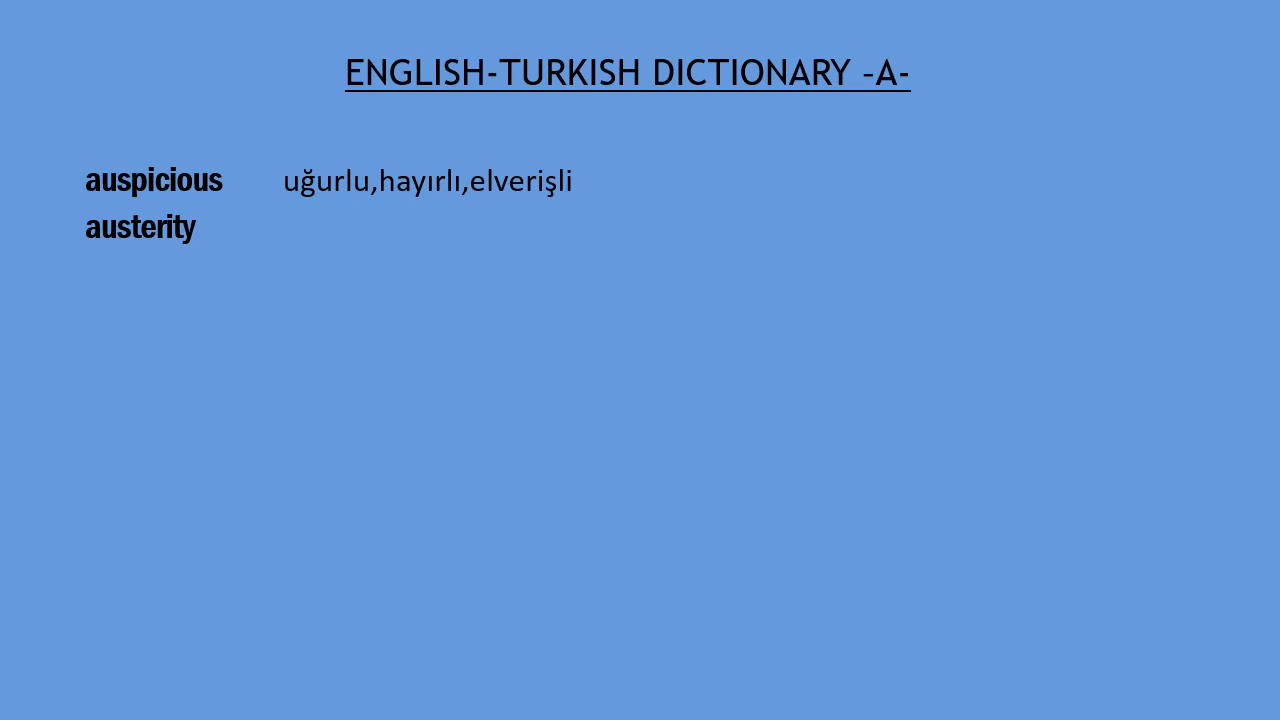 ENGLISH-TURKISH DICTIONARY –A-
auspicious uğurlu,hayırlı,elverişli
austerity